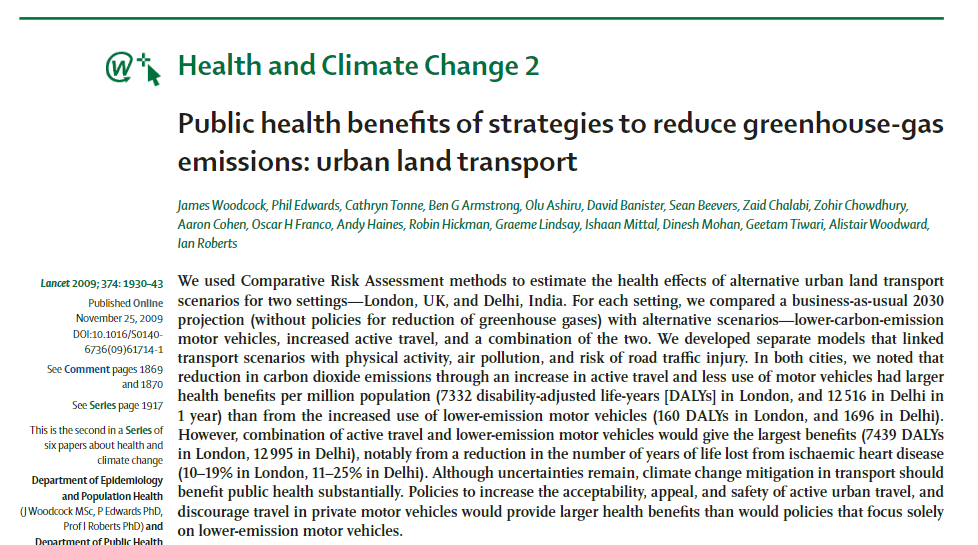 Health and Climate Change 2
Public health benefits of strategies to reduce greenhouse-gas
emissions: urban land transport
James Woodcock, Phil Edwards, Cathryn Tonne, Ben G Armstrong, Olu Ashiru, David Banister, Sean Beevers, Zaid Chalabi, Zohir Chowdhury,
Aaron Cohen, Oscar H Franco, Andy Haines, Robin Hickman, Graeme Lindsay, Ishaan Mittal, Dinesh Mohan, Geetam Tiwari, Alistair Woodward,
Ian Roberts
Lancet 2009; 374: 1930–43
Published Online
November 25, 2009
DOI:10.1016/S0140-
6736(09)61714-1
See Comment pages 1869
and 1870
See Series page 1917
This is the second in a Series of
six papers about health and
climate change
Department of Epidemiology
and Population Health
(J Woodcock MSc, P Edwards PhD,
Prof I Roberts PhD) and
Department of Public Health
We used Comparative Risk Assessment methods to estimate the health effects of alternative urban land transport
scenarios for two settings—London, UK, and Delhi, India. For each setting, we compared a business-as-usual 2030
projection (without policies for reduction of greenhouse gases) with alternative scenarios—lower-carbon-emission
motor vehicles, increased active travel, and a combination of the two. We developed separate models that linked
transport scenarios with physical activity, air pollution, and risk of road traffic injury. In both cities, we noted that
reduction in carbon dioxide emissions through an increase in active travel and less use of motor vehicles had larger
health benefits per million population (7332 disability-adjusted life-years [DALYs] in London, and 12 516 in Delhi in
1 year) than from the increased use of lower-emission motor vehicles (160 DALYs in London, and 1696 in Delhi).
However, combination of active travel and lower-emission motor vehicles would give the largest benefits (7439 DALYs
in London, 12 995 in Delhi), notably from a reduction in the number of years of life lost from ischaemic heart disease
(10–19% in London, 11–25% in Delhi). Although uncertainties remain, climate change mitigation in transport should
benefit public health substantially. Policies to increase the acceptability, appeal, and safety of active urban travel, and
discourage travel in private motor vehicles would provide larger health benefits than would policies that focus solely
on lower-emission motor vehicles.